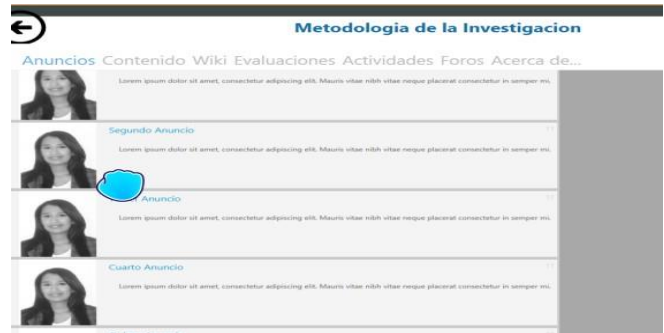 Metodologia de la Investigacion
Anuncios Contenido Wiki Evaluaciones Actividades Foros Acerca de...
Lorem ipsum dolor sit amet, consectetur adipiscing elit. Mauris vitae nibh vitae neque placerat consectetur in semper mi.
Segundo Anuncio
Lorem ipsum dolor sit amet, consectetur adipiscing elit. Mauris vitae nibh vitae neque placerat consectetur in semper mi.
Anuncio
Lorem ipsum dolor sit amet, consectetur adipiscing elit. Mauris vitae nibh vitae neque placerat consectetur in semper mi.
Cuarto Anuncio
Lorem ipsum dolor sit amet, consectetur adipiscing elit. Mauris vitae nibh vitae neque placerat consectetur in semper mi.